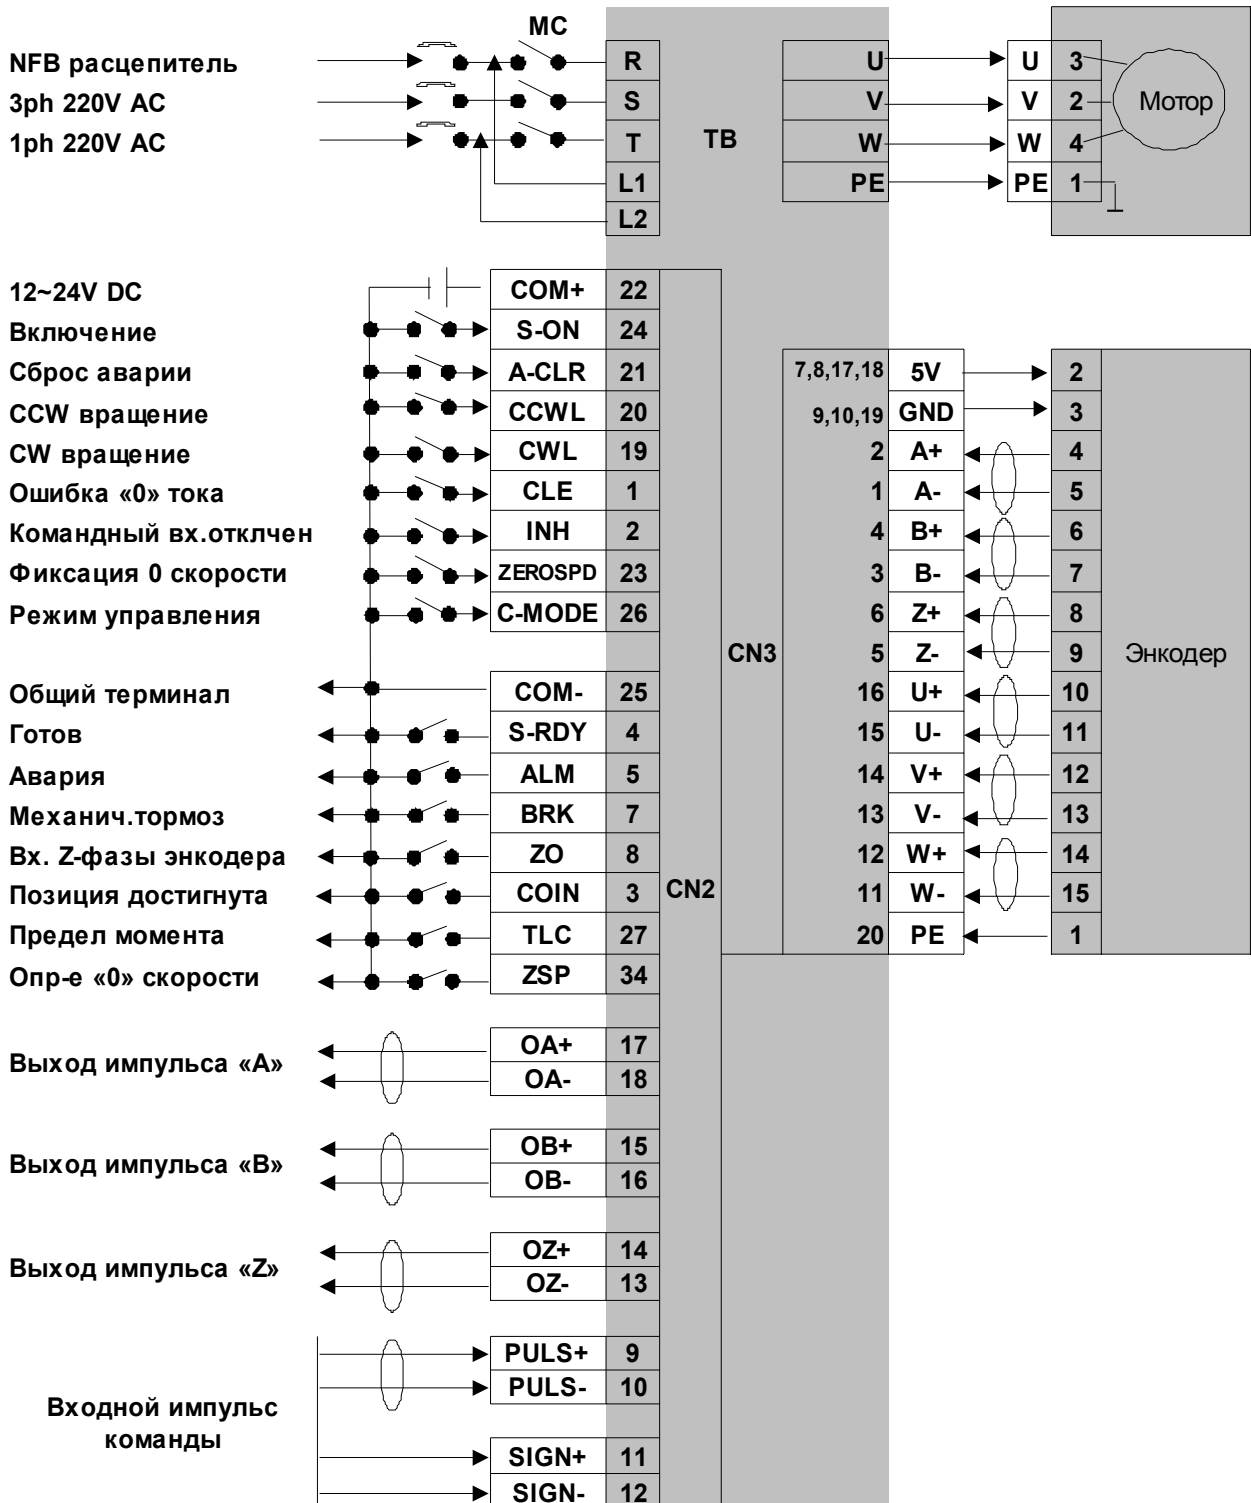 MC
NFB расцепитель R U U 3
3ph 220V AC S V V 2 Мотор
1ph 220V AC T TB W W 4
L1 PE PE 1
L2
12~24V DC COM+ 22
Включение S-ON 24
Сброс аварии A-CLR 21 7,8,17,18 5V 2
CCW вращение CCWL 20 9,10,19 GND 3
CW вращение CWL 19 2 A+ 4
Ошибка «0» тока CLE 1 1 A- 5
Командный вх.отклчен INH 2 4 B+ 6
Фиксация 0 скорости ZEROSPD 23 3 B- 7
Режим управления C-MODE 26 6 Z+ 8
CN3 5 Z- 9 Энкодер
Общий терминал COM- 25 16 U+ 10
Готов S-RDY 4 15 U- 11
Авария ALM 5 14 V+ 12
Механич.тормоз BRK 7 13 V- 13
Вх. Z-фазы энкодера ZO 8 12 W+ 14
Позиция достигнута COIN 3 CN2 11 W- 15
Предел момента TLC 27 20 PE 1
Опр-е «0» скорости ZSP 34
Выход импульса «A» OA+ 17
OA- 18
Выход импульса «B» OB+ 15
OB- 16
Выход импульса «Z» OZ+ 14
OZ- 13
PULS+ 9
PULS- 10
Входной импульс
команды
SIGN+ 11
SIGN- 12